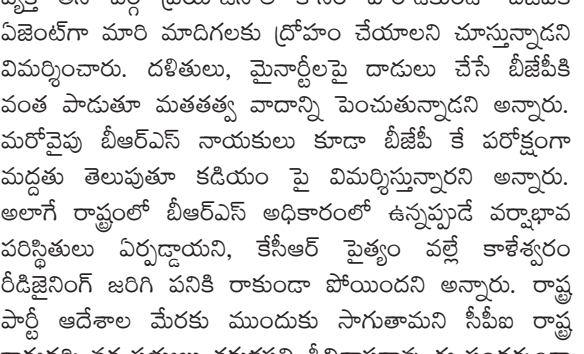 ఏజెంట్‌గా మారి మాదిగలకు ద్రోహం చేయాలని చూస్తున్నాడని
విమర్శించారు. దళితులు, మైనార్టీలపై దాడులు చేసే బీజేపీకి
వంత పాడుతూ మతతత్వ వాదాన్ని పెంచుతున్నాడని అన్నారు.
మరోవైపు బీఆర్ఎస్ నాయకులు కూడా బీజేపీ కే పరోక్షంగా
మద్దతు తెలుపుతూ కడియం పై విమర్శిస్తున్నారని అన్నారు.
అలాగే రాష్ట్రంలో బీఆర్ఎస్ అధికారంలో ఉన్నప్పుడే వర్షాభావ
పరిస్థితులు ఏర్పడ్డాయని, కేసీఆర్ పైత్యం వల్లే కాళేశ్వరం
రీడిజైనింగ్ జరిగి పనికి రాకుండా పోయిందని అన్నారు. రాష్ట్ర
పార్టీ ఆదేశాల మేరకు ముందుకు సాగుతామని సీపీఐ రాష్ట్ర